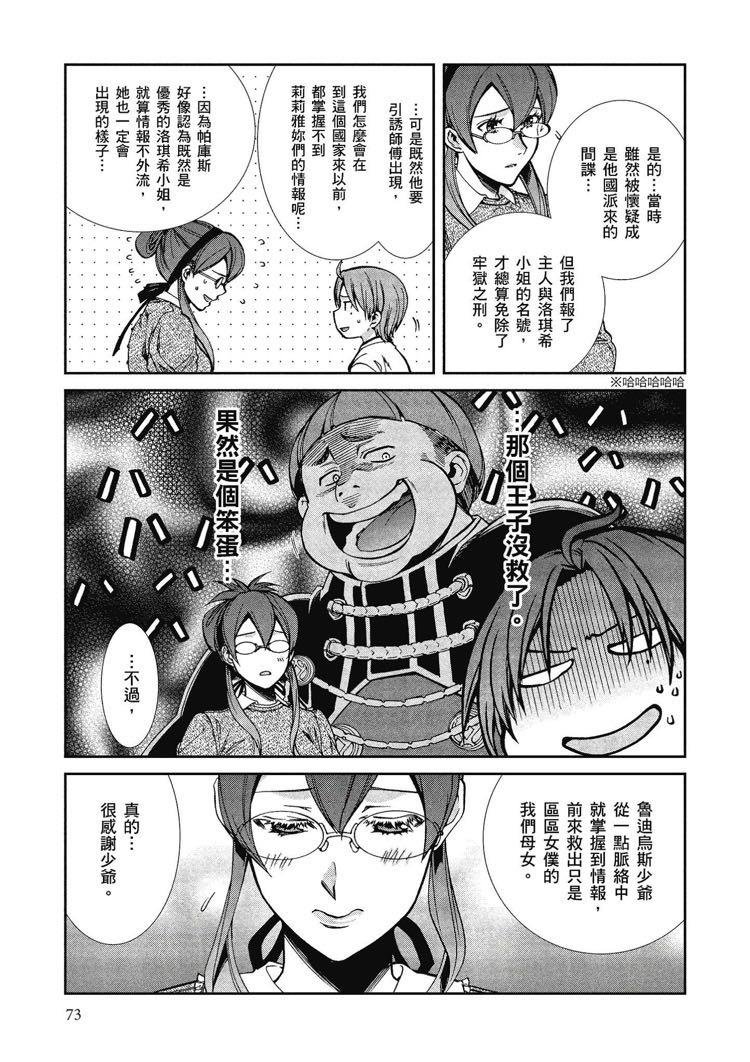 是的…當時
雖然被懷疑成
是他國派來的
間諜…
但我們報了
主人與洛琪希
小姐的名號，
才總算免除了
牢獄之刑。
…可是既然他要
引誘師傅出現，
我們怎麼會在
到這個國家來以前，
都掌握不到
莉莉雅妳們的情報呢…
…因為帕庫斯
好像認為既然是
優秀的洛琪希小姐，
就算情報不外流，
她也一定會
出現的樣子…
※哈哈哈哈哈
…那個王子沒救了。
果然是個笨蛋…
…不過，
魯迪烏斯少爺
從一點脈絡中
就掌握到情報，
前來救出只是
區區女僕的
我們母女。
真的…
很感謝少爺。
73